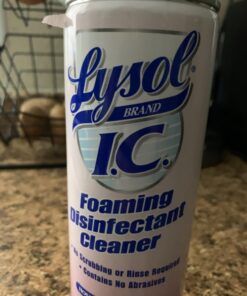 Lysol
BRAND
I.C.
Foaming
Disinfectant
Cleaner
• No Scrubbing or Rinse Required
• Contains No Abrasives